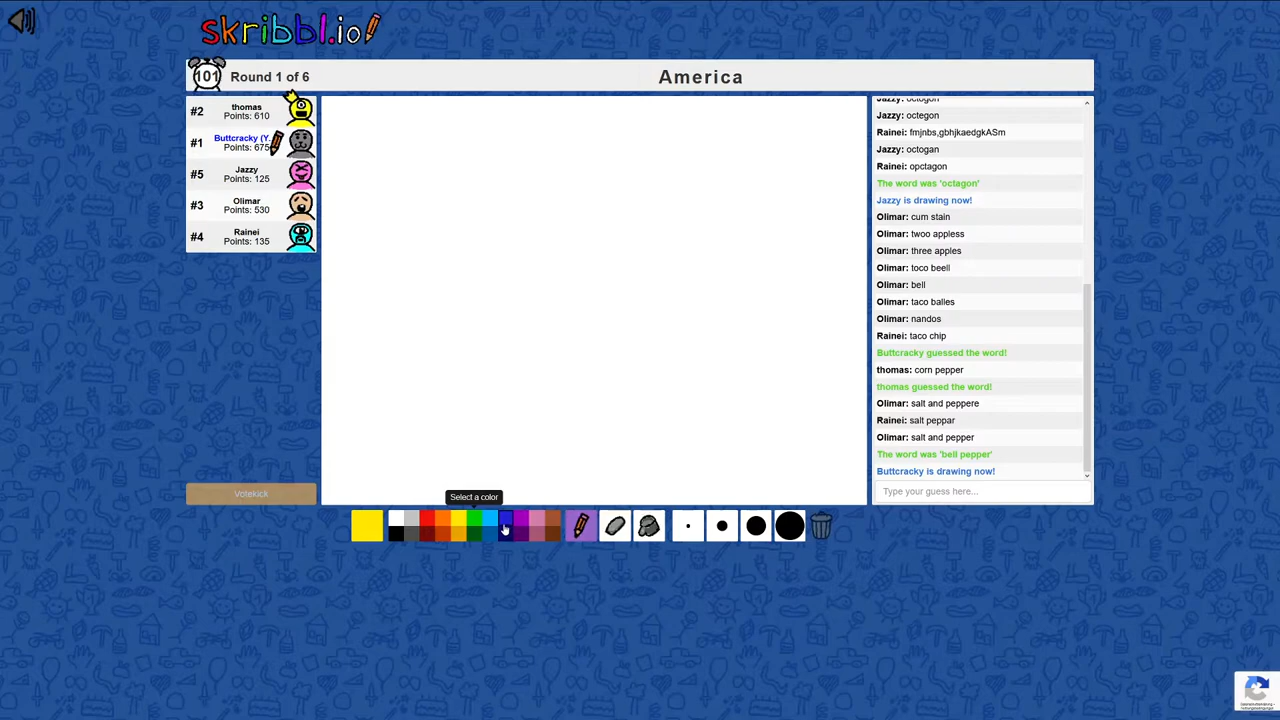 skribbl.io
101
Round 1 of 6
America
#2
thomas
Points: 610
#1
Buttcracky (Y
Points: 675
#5
Jazzy
Points: 125
#3
Olimar
Points: 530
#4
Rainei
Points: 135
Votekick
Jazzy: octogon
Jazzy: octegon
Rainei: fmjnbs,gbhjkaedgkASm
Jazzy: octogan
Rainei: opctagon
The word was 'octagon'
Jazzy is drawing now!
Olimar: cum stain
Olimar: twoo appless
Olimar: three apples
Olimar: toco beell
Olimar: bell
Olimar: taco balles
Olimar: nandos
Rainei: taco chip
Buttcracky guessed the word!
thomas: corn pepper
thomas guessed the word!
Olimar: salt and peppere
Rainei: salt peppar
Olimar: salt and pepper
The word was 'bell pepper'
Buttcracky is drawing now!
Type your guess here...
Select a color